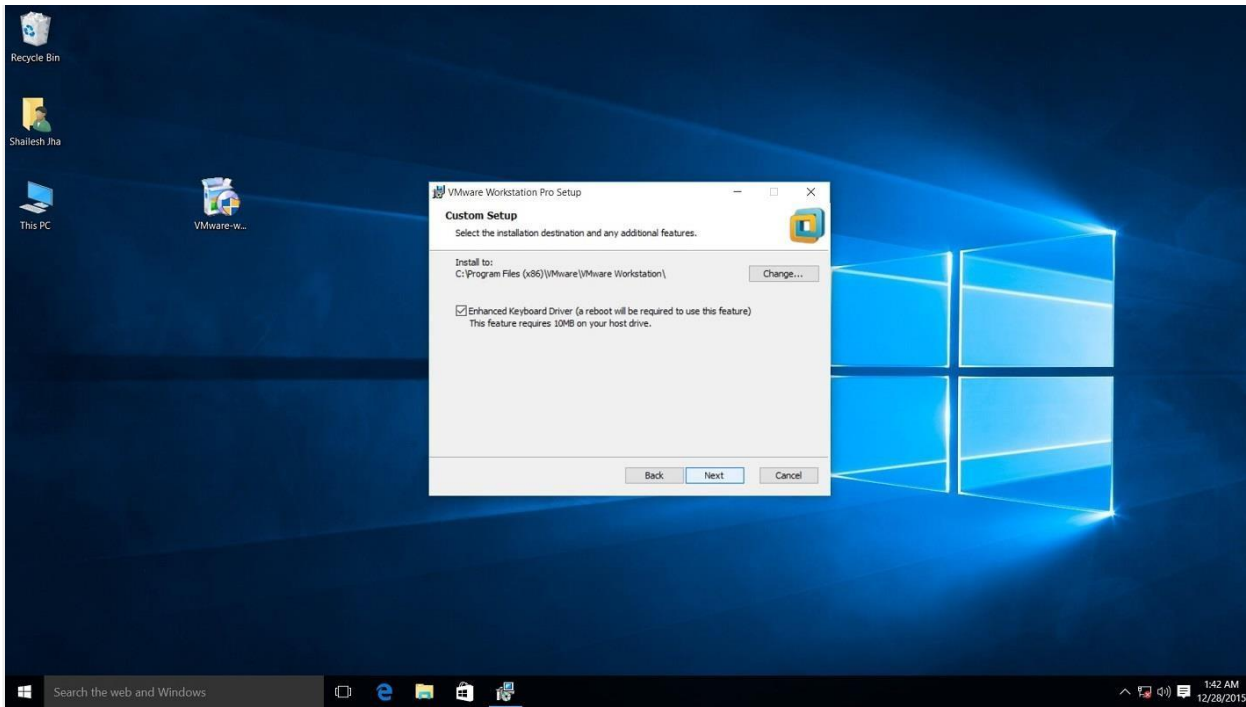 Recycle Bin
Shailesh Jha
This PC
VMware-w...
VMware Workstation Pro Setup
Custom Setup
Select the installation destination and any additional features.
Install to:
C:\Program Files (x86)\VMware\VMware Workstation\
Change...
Enhanced Keyboard Driver (a reboot will be required to use this feature)
This feature requires 10MB on your host drive.
Back
Next
Cancel
Search the web and Windows
1:42 AM
12/28/2015